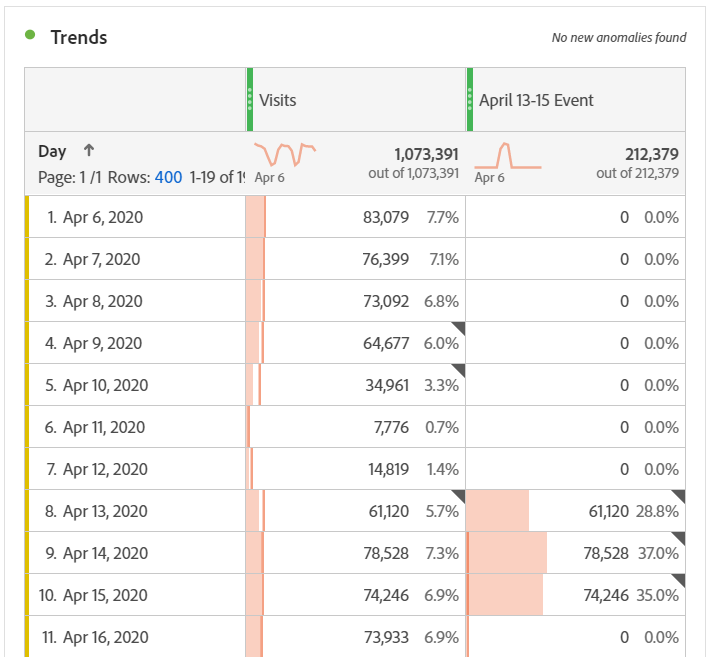 Trends
No new anomalies found
Visits
April 13-15 Event
Day ↑
Page: 1 /1 Rows: 400 1-19 of 19
Apr 6
1,073,391
out of 1,073,391
Apr 6
212,379
out of 212,379
1. Apr 6, 2020 83,079 7.7% 0 0.0%
2. Apr 7, 2020 76,399 7.1% 0 0.0%
3. Apr 8, 2020 73,092 6.8% 0 0.0%
4. Apr 9, 2020 64,677 6.0% 0 0.0%
5. Apr 10, 2020 34,961 3.3% 0 0.0%
6. Apr 11, 2020 7,776 0.7% 0 0.0%
7. Apr 12, 2020 14,819 1.4% 0 0.0%
8. Apr 13, 2020 61,120 5.7% 61,120 28.8%
9. Apr 14, 2020 78,528 7.3% 78,528 37.0%
10. Apr 15, 2020 74,246 6.9% 74,246 35.0%
11. Apr 16, 2020 73,933 6.9% 0 0.0%